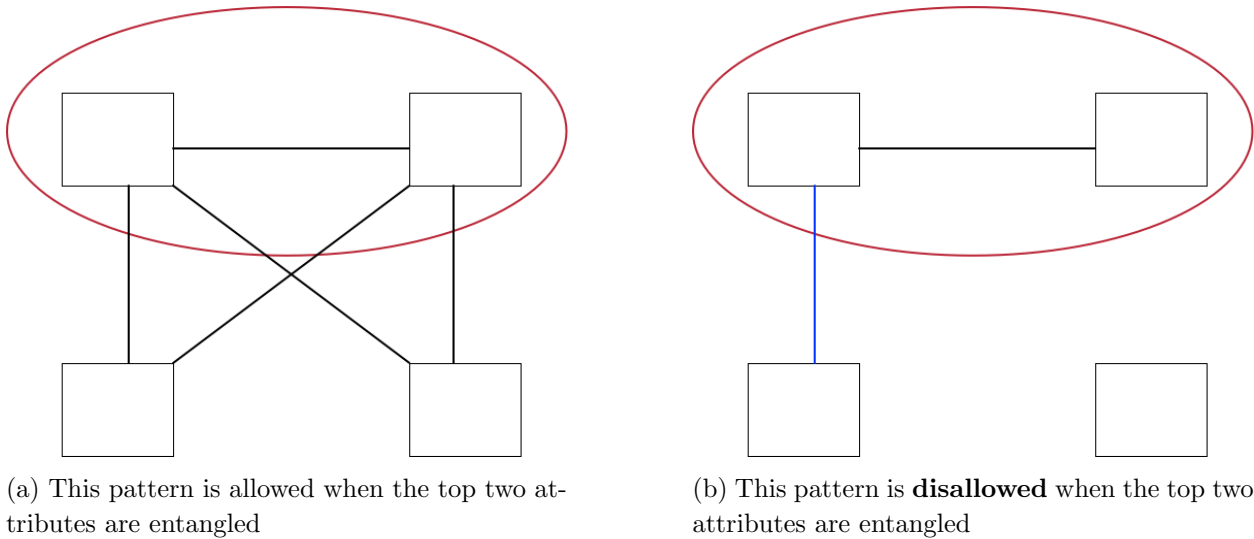 (a) This pattern is allowed when the top two at-
tributes are entangled
(b) This pattern is disallowed when the top two
attributes are entangled